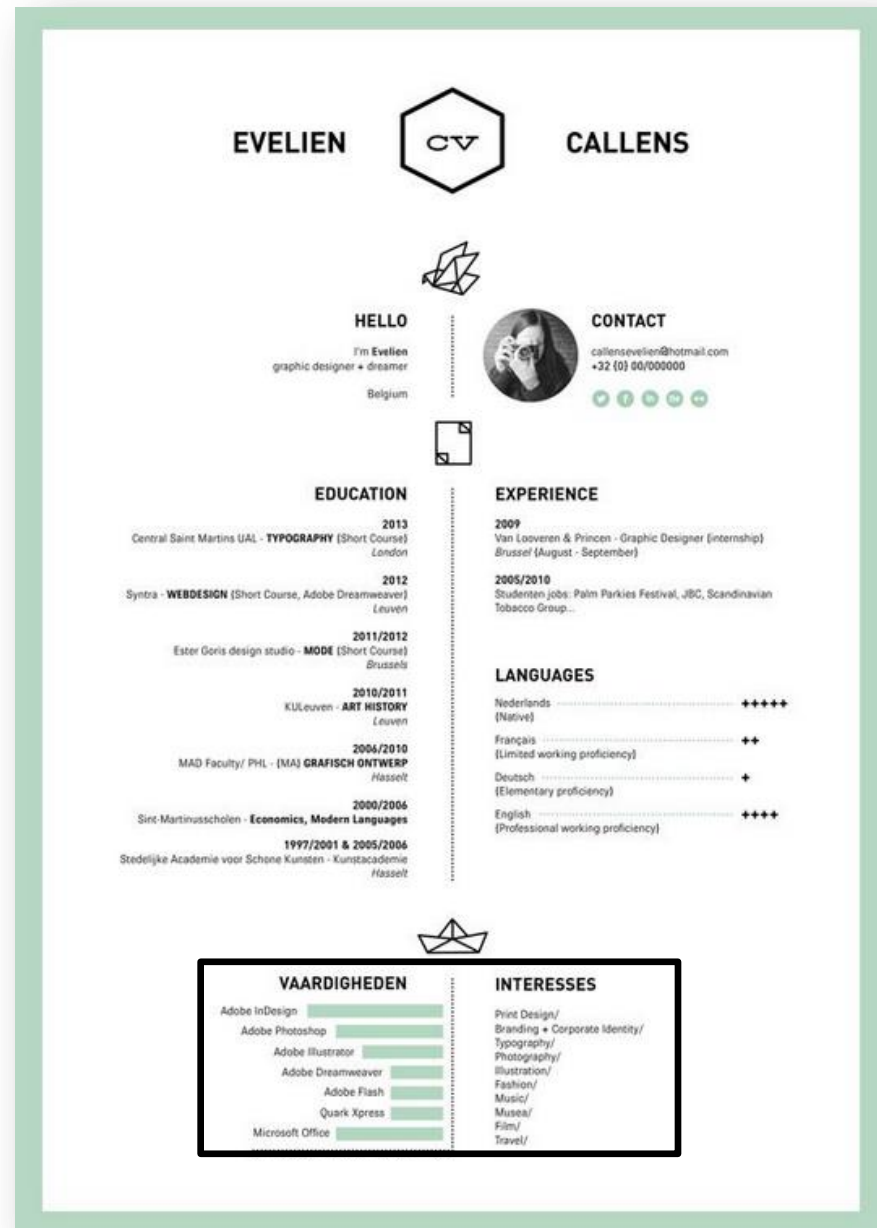 EVELIEN
CV
CALLENS
HELLO
I'm Evelien
graphic designer + dreamer
Belgium
CONTACT
callensevelien@hotmail.com
+32 {0} 00/000000
EDUCATION
2013
Central Saint Martins UAL - TYPOGRAPHY {Short Course}
London
2012
Syntra - WEBDESIGN {Short Course, Adobe Dreamweaver}
Leuven
2011/2012
Ester Goris design studio - MODE {Short Course}
Brussels
2010/2011
KULeuven - ART HISTORY
Leuven
2006/2010
MAD Faculty/ PHL - {MA} GRAFISCH ONTWERP
Hasselt
2000/2006
Sint-Martinusscholen - Economics, Modern Languages
1997/2001 & 2005/2006
Stedelijke Academie voor Schone Kunsten - Kunstacademie
Hasselt
EXPERIENCE
2009
Van Looveren & Princen - Graphic Designer {internship}
Brussel {August - September}
2005/2010
Studenten jobs: Palm Parkies Festival, JBC, Scandinavian
Tobacco Group...
LANGUAGES
Nederlands +++++
{Native}
Français ++
{Limited working proficiency}
Deutsch +
{Elementary proficiency}
English ++++
{Professional working proficiency}
VAARDIGHEDEN
Adobe InDesign
Adobe Photoshop
Adobe Illustrator
Adobe Dreamweaver
Adobe Flash
Quark Xpress
Microsoft Office
INTERESSES
Print Design/
Branding + Corporate Identity/
Typography/
Photography/
Illustration/
Fashion/
Music/
Musea/
Film/
Travel/